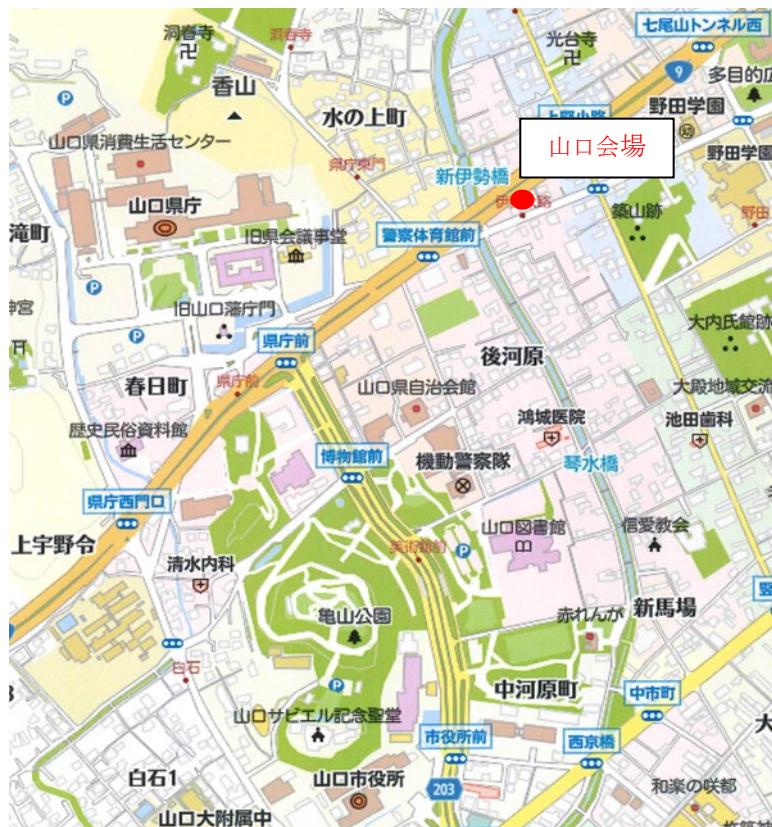 七尾山トンネル西
洞春寺
洞春寺
光台寺
9
香山
多目的広
P
水の上町
上野小路
野田学園
山口県消費生活センター
県庁東門
山口会場
野田学園
新伊勢橋
山口県庁
築山跡
野田
滝町
旧県会議事堂
警察体育館前
P
神宮
旧山口藩庁門
大内氏館跡
P
県庁前
後河原
春日町
県庁前
山口県自治会館
大殿地域交流
鴻城医院
池田歯科
歴史民俗資料館
博物館前
機動警察隊
琴水橋
県庁西門口
山口図書館
信愛教会
上宇野令
美術館前
P
清水内科
竪
亀山公園
赤れんが
新馬場
白石
P
中河原町
中市町
山口サビエル記念聖堂
大
市役所前
西京橋
白石1
山口市役所
203
和楽の咲都
山口大附属中